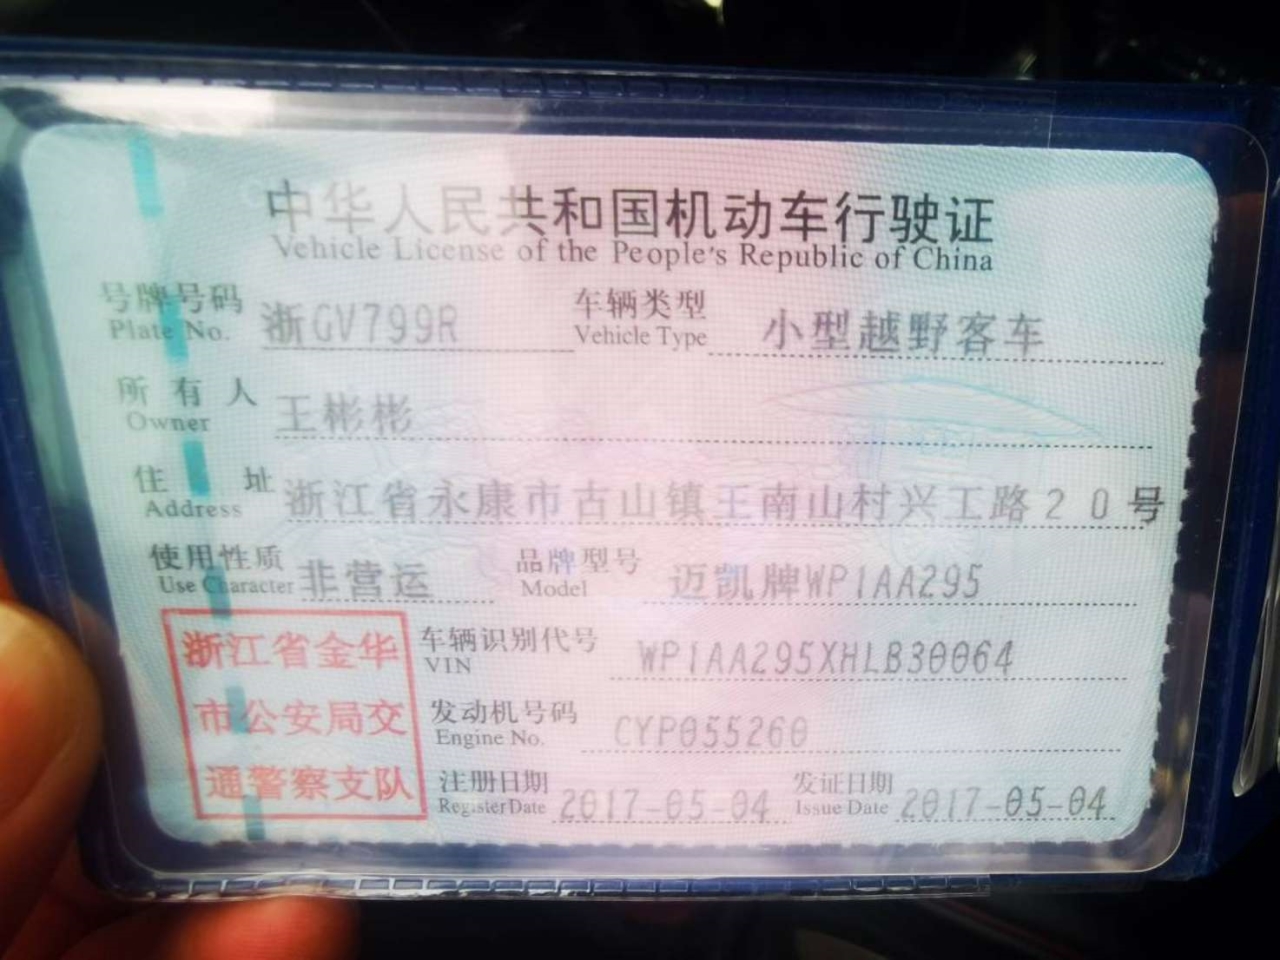 中华人民共和国机动车行驶证
Vehicle License of the People's Republic of China
号牌号码 浙GV799R 车辆类型 小型越野客车
Plate No. Vehicle Type
所有人 王彬彬
Owner
住址 浙江省永康市古山镇王南山村兴工路20号
Address
使用性质 非营运 品牌型号 迈凯牌WP1AA295
Use Character Model
浙江省金华
市公安局交
通警察支队
车辆识别代号 WP1AA295XHLB30064
VIN
发动机号码 CYP055260
Engine No.
注册日期 2017-05-04 发证日期 2017-05-04
Register Date Issue Date